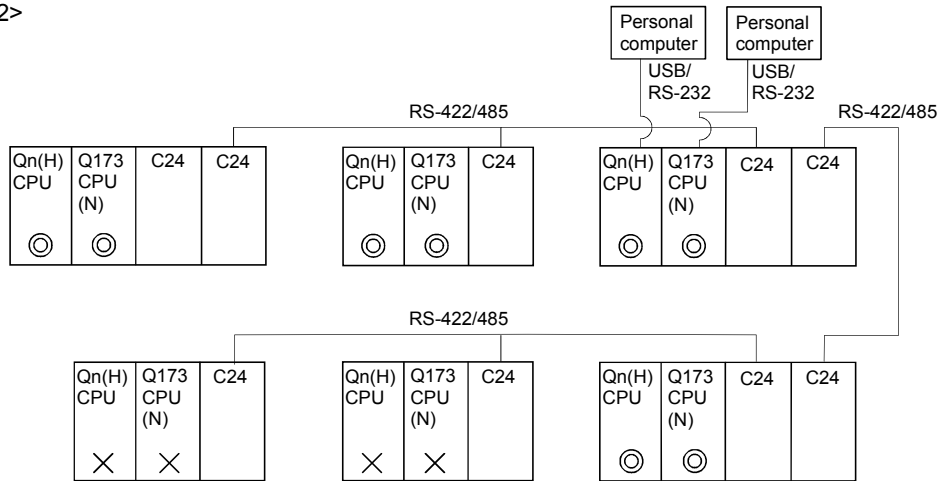 2>
Personal
computer
Personal
computer
USB/
RS-232
USB/
RS-232
RS-422/485
RS-422/485
Qn(H)
CPU
Q173
CPU
(N)
C24
C24
Qn(H)
CPU
Q173
CPU
(N)
C24
Qn(H)
CPU
Q173
CPU
(N)
C24
C24
RS-422/485
Qn(H)
CPU
Q173
CPU
(N)
C24
Qn(H)
CPU
Q173
CPU
(N)
C24
Qn(H)
CPU
Q173
CPU
(N)
C24
C24